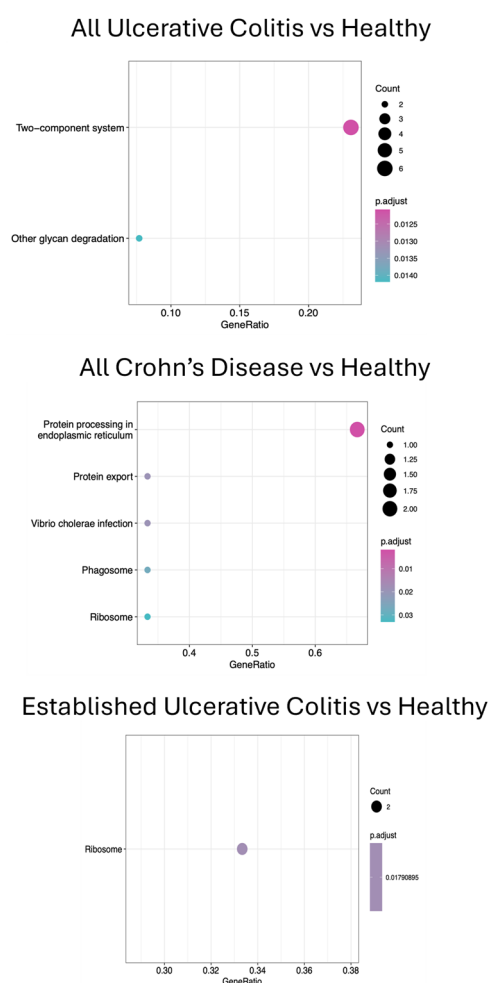 All Ulcerative Colitis vs Healthy
Two−component system
Other glycan degradation
0.10 0.15 0.20
GeneRatio
Count
2
3
4
5
6
p.adjust
0.0125
0.0130
0.0135
0.0140
All Crohn’s Disease vs Healthy
Protein processing in
endoplasmic reticulum
Protein export
Vibrio cholerae infection
Phagosome
Ribosome
0.4 0.5 0.6
GeneRatio
Count
1.00
1.25
1.50
1.75
2.00
p.adjust
0.01
0.02
0.03
Established Ulcerative Colitis vs Healthy
Ribosome
0.30 0.32 0.34 0.36 0.38
GeneRatio
Count
2
p.adjust
0.01790895